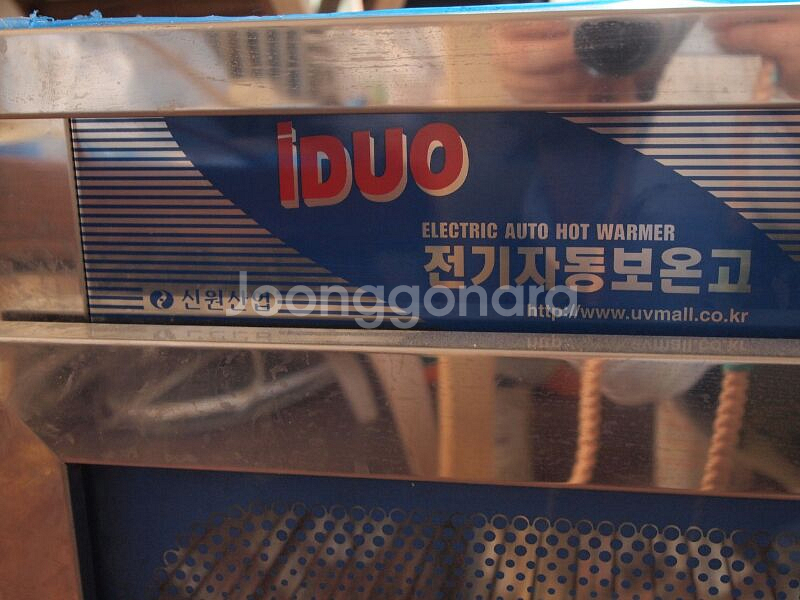 iDUO
ELECTRIC AUTO HOT WARMER
전기자동보온고
신원산업
loonggondra
http://www.uvmall.co.kr